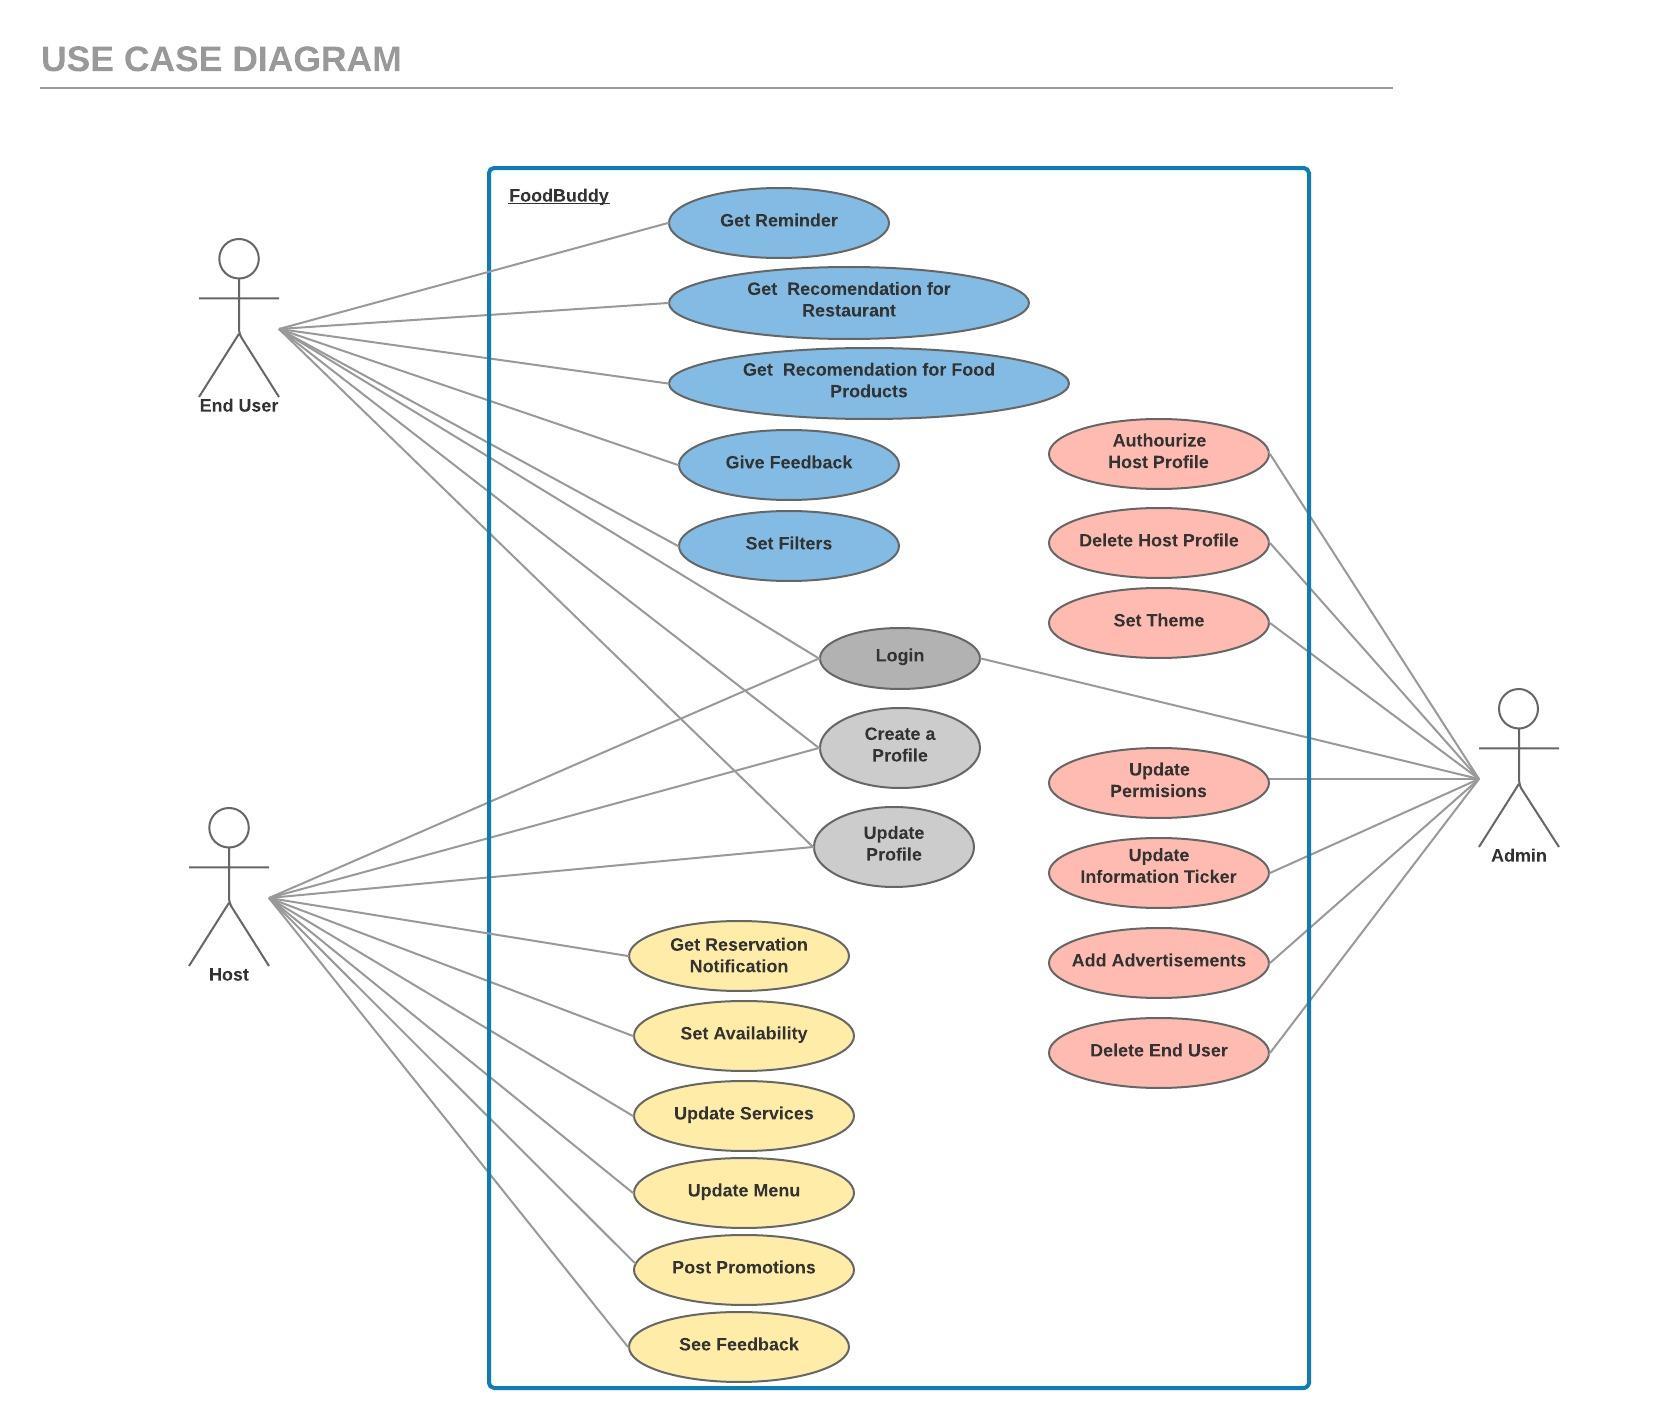 USE CASE DIAGRAM
FoodBuddy
Get Reminder
Get  Recomendation for
Restaurant
Get  Recomendation for Food
Products
End User
Give Feedback
Authourize
Host Profile
Set Filters
Delete Host Profile
Set Theme
Login
Create a
Profile
Update
Permisions
Update
Profile
Update
Information Ticker
Admin
Get Reservation
Notification
Host
Add Advertisements
Set Availability
Delete End User
Update Services
Update Menu
Post Promotions
See Feedback